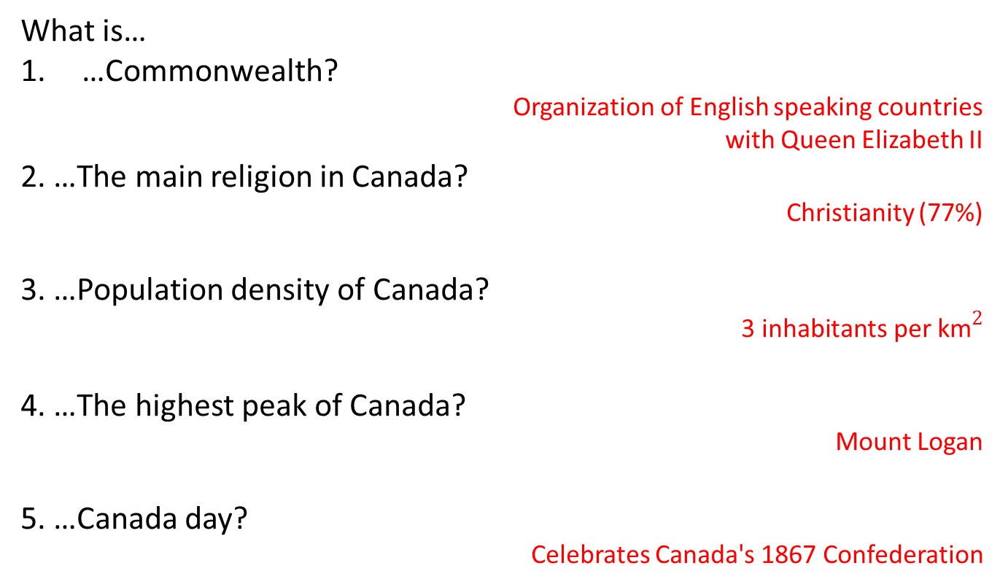 What is...
1. ...Commonwealth?
Organization of English speaking countries
with Queen Elizabeth II
2. ...The main religion in Canada?
Christianity (77%)
3. ...Population density of Canada?
3 inhabitants per km²
4. ...The highest peak of Canada?
Mount Logan
5. ...Canada day?
Celebrates Canada's 1867 Confederation